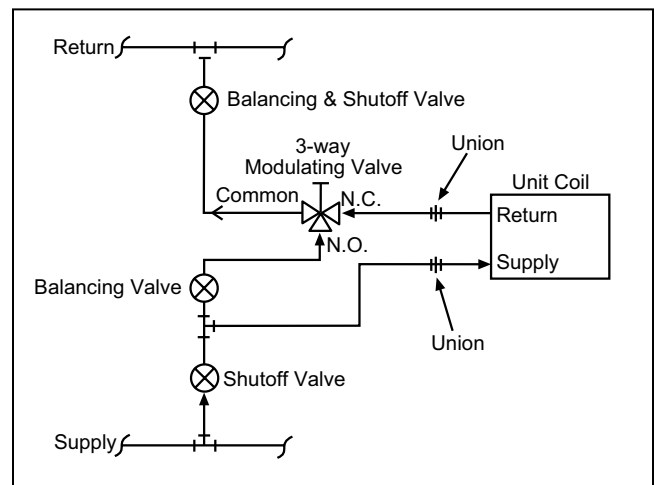 Return
Balancing & Shutoff Valve
3-way
Modulating Valve
Union
Unit Coil
Common
N.C.
Return
N.O.
Supply
Balancing Valve
Union
Shutoff Valve
Supply